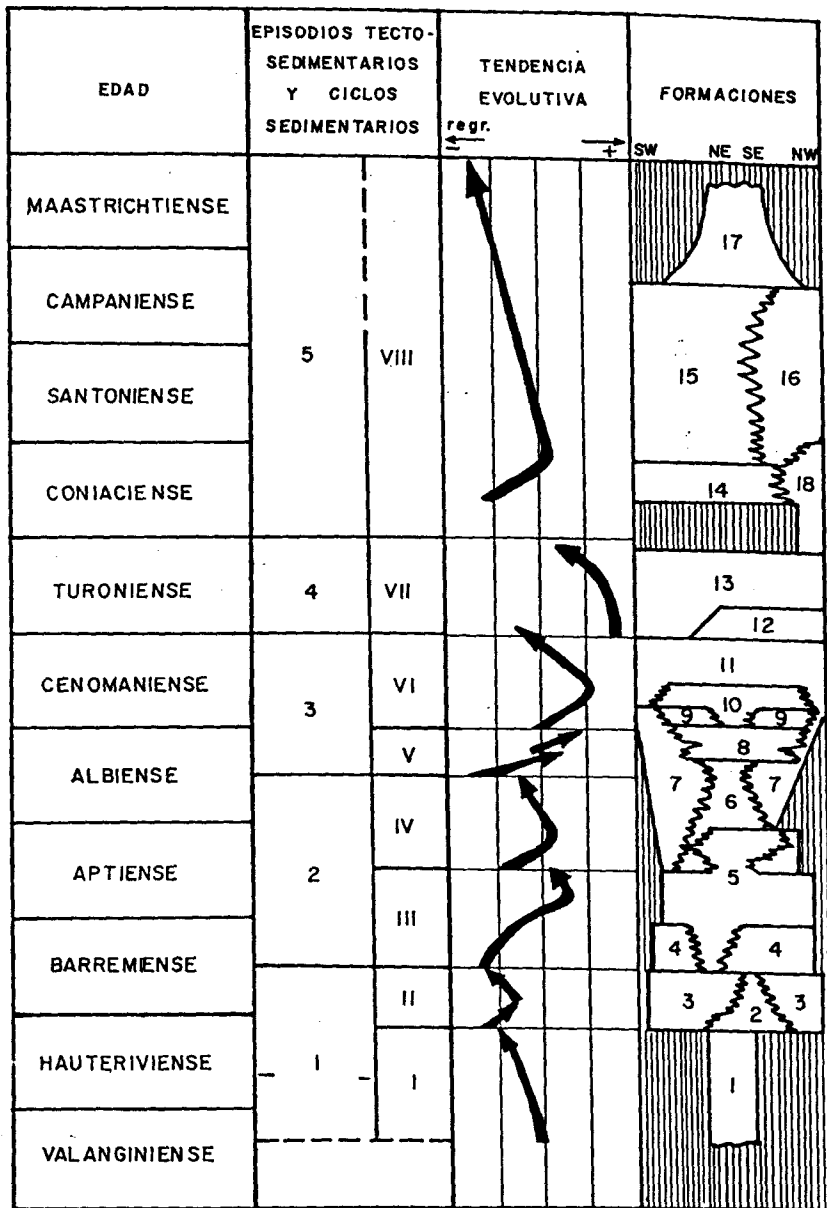 EDAD
EPISODIOS TECTO-
SEDIMENTARIOS
Y CICLOS
SEDIMENTARIOS
TENDENCIA
EVOLUTIVA
regr.
- +
FORMACIONES
SW NE SE NW
MAASTRICHTIENSE
CAMPANIENSE
SANTONIENSE
CONIACIENSE
TURONIENSE
CENOMANIENSE
ALBIENSE
APTIENSE
BARREMIENSE
HAUTERIVIENSE
VALANGINIENSE
5
4
3
2
1
VIII
VII
VI
V
IV
III
II
I
17
15 16
14 18
13
12
11
10
9 9
8
7 6 7
5
4 4
3 2 3
1